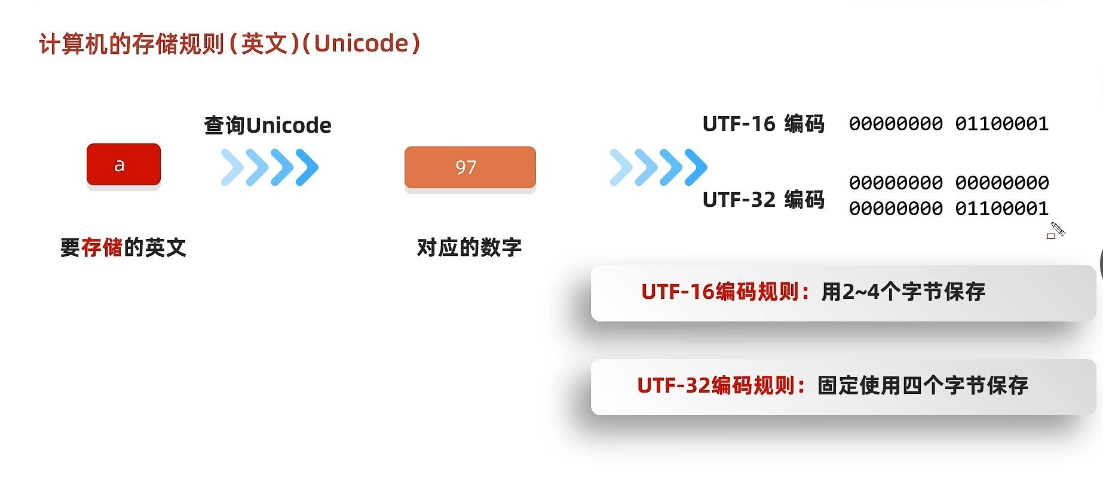 计算机的存储规则(英文)(Unicode)
查询Unicode
a
97
UTF-16 编码 00000000 01100001
UTF-32 编码 00000000 00000000
00000000 01100001
要存储的英文
对应的数字
UTF-16编码规则：用2~4个字节保存
UTF-32编码规则：固定使用四个字节保存